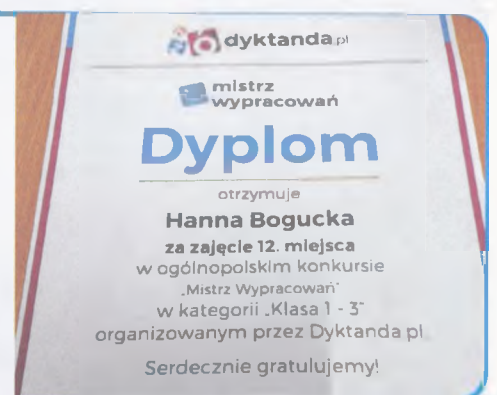 dyktanda.pl
mistrz
wypracowań
Dyplom
otrzymuje
Hanna Bogucka
za zajęcie 12. miejsca
w ogólnopolskim konkursie
„Mistrz Wypracowań"
w kategorii „Klasa 1 - 3"
organizowanym przez Dyktanda.pl
Serdecznie gratulujemy!